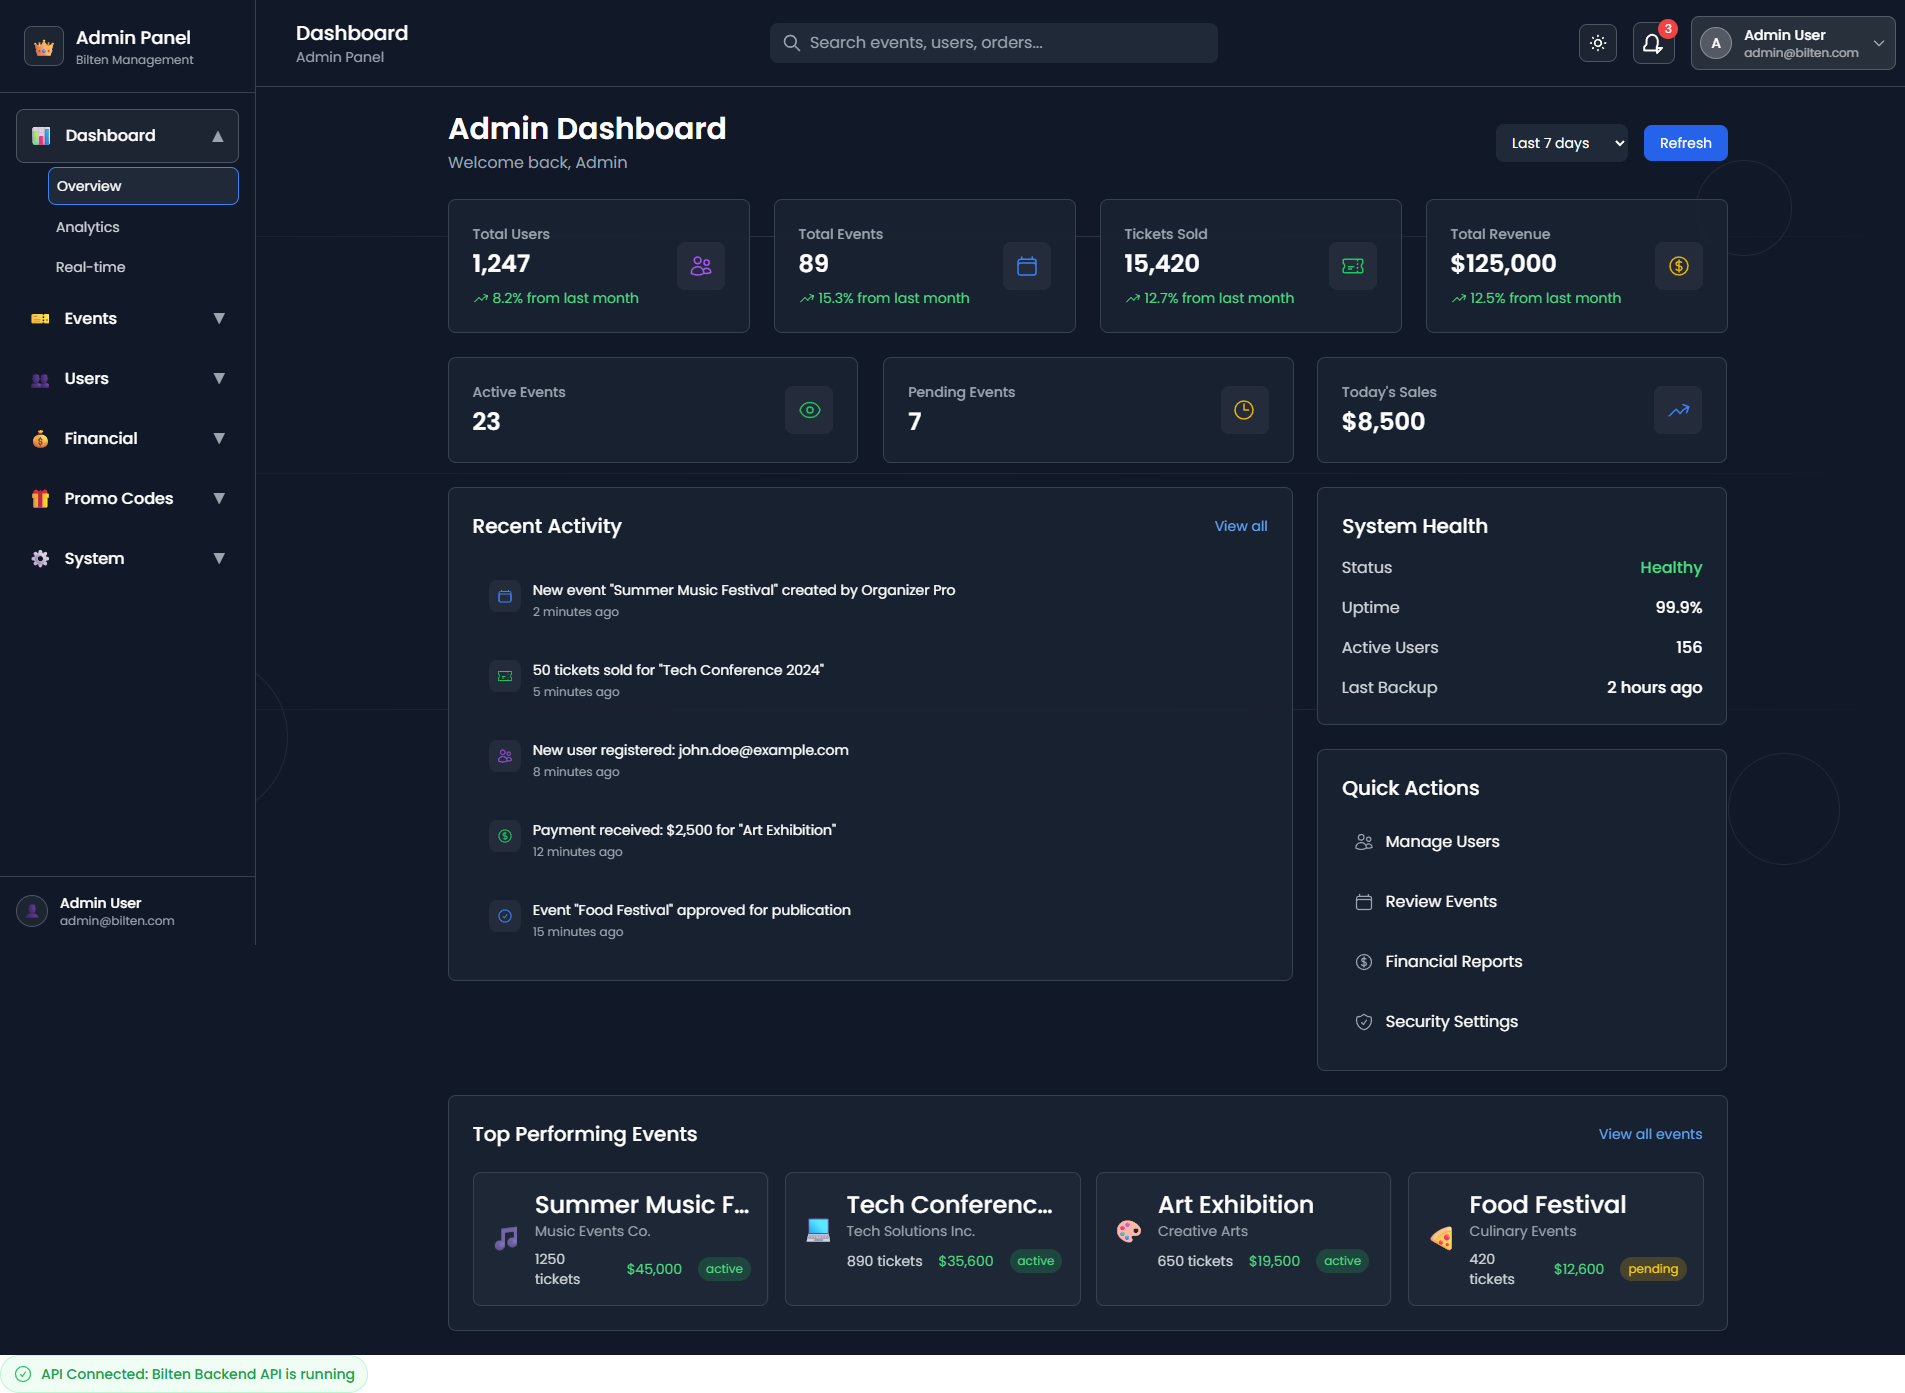 Admin Panel
Bilten Management
Dashboard
Overview
Analytics
Real-time
Events
Users
Financial
Promo Codes
System
Admin User
admin@bilten.com
Dashboard
Admin Panel
Search events, users, orders...
3
A
Admin User
admin@bilten.com
Admin Dashboard
Welcome back, Admin
Last 7 days
Refresh
Total Users
1,247
8.2% from last month
Total Events
89
15.3% from last month
Tickets Sold
15,420
12.7% from last month
Total Revenue
$125,000
12.5% from last month
Active Events
23
Pending Events
7
Today's Sales
$8,500
Recent Activity
View all
New event "Summer Music Festival" created by Organizer Pro
2 minutes ago
50 tickets sold for "Tech Conference 2024"
5 minutes ago
New user registered: john.doe@example.com
8 minutes ago
Payment received: $2,500 for "Art Exhibition"
12 minutes ago
Event "Food Festival" approved for publication
15 minutes ago
System Health
Status Healthy
Uptime 99.9%
Active Users 156
Last Backup 2 hours ago
Quick Actions
Manage Users
Review Events
Financial Reports
Security Settings
Top Performing Events
View all events
Summer Music F...
Music Events Co.
1250 tickets
$45,000
active
Tech Conferenc...
Tech Solutions Inc.
890 tickets
$35,600
active
Art Exhibition
Creative Arts
650 tickets
$19,500
active
Food Festival
Culinary Events
420 tickets
$12,600
pending
API Connected: Bilten Backend API is running